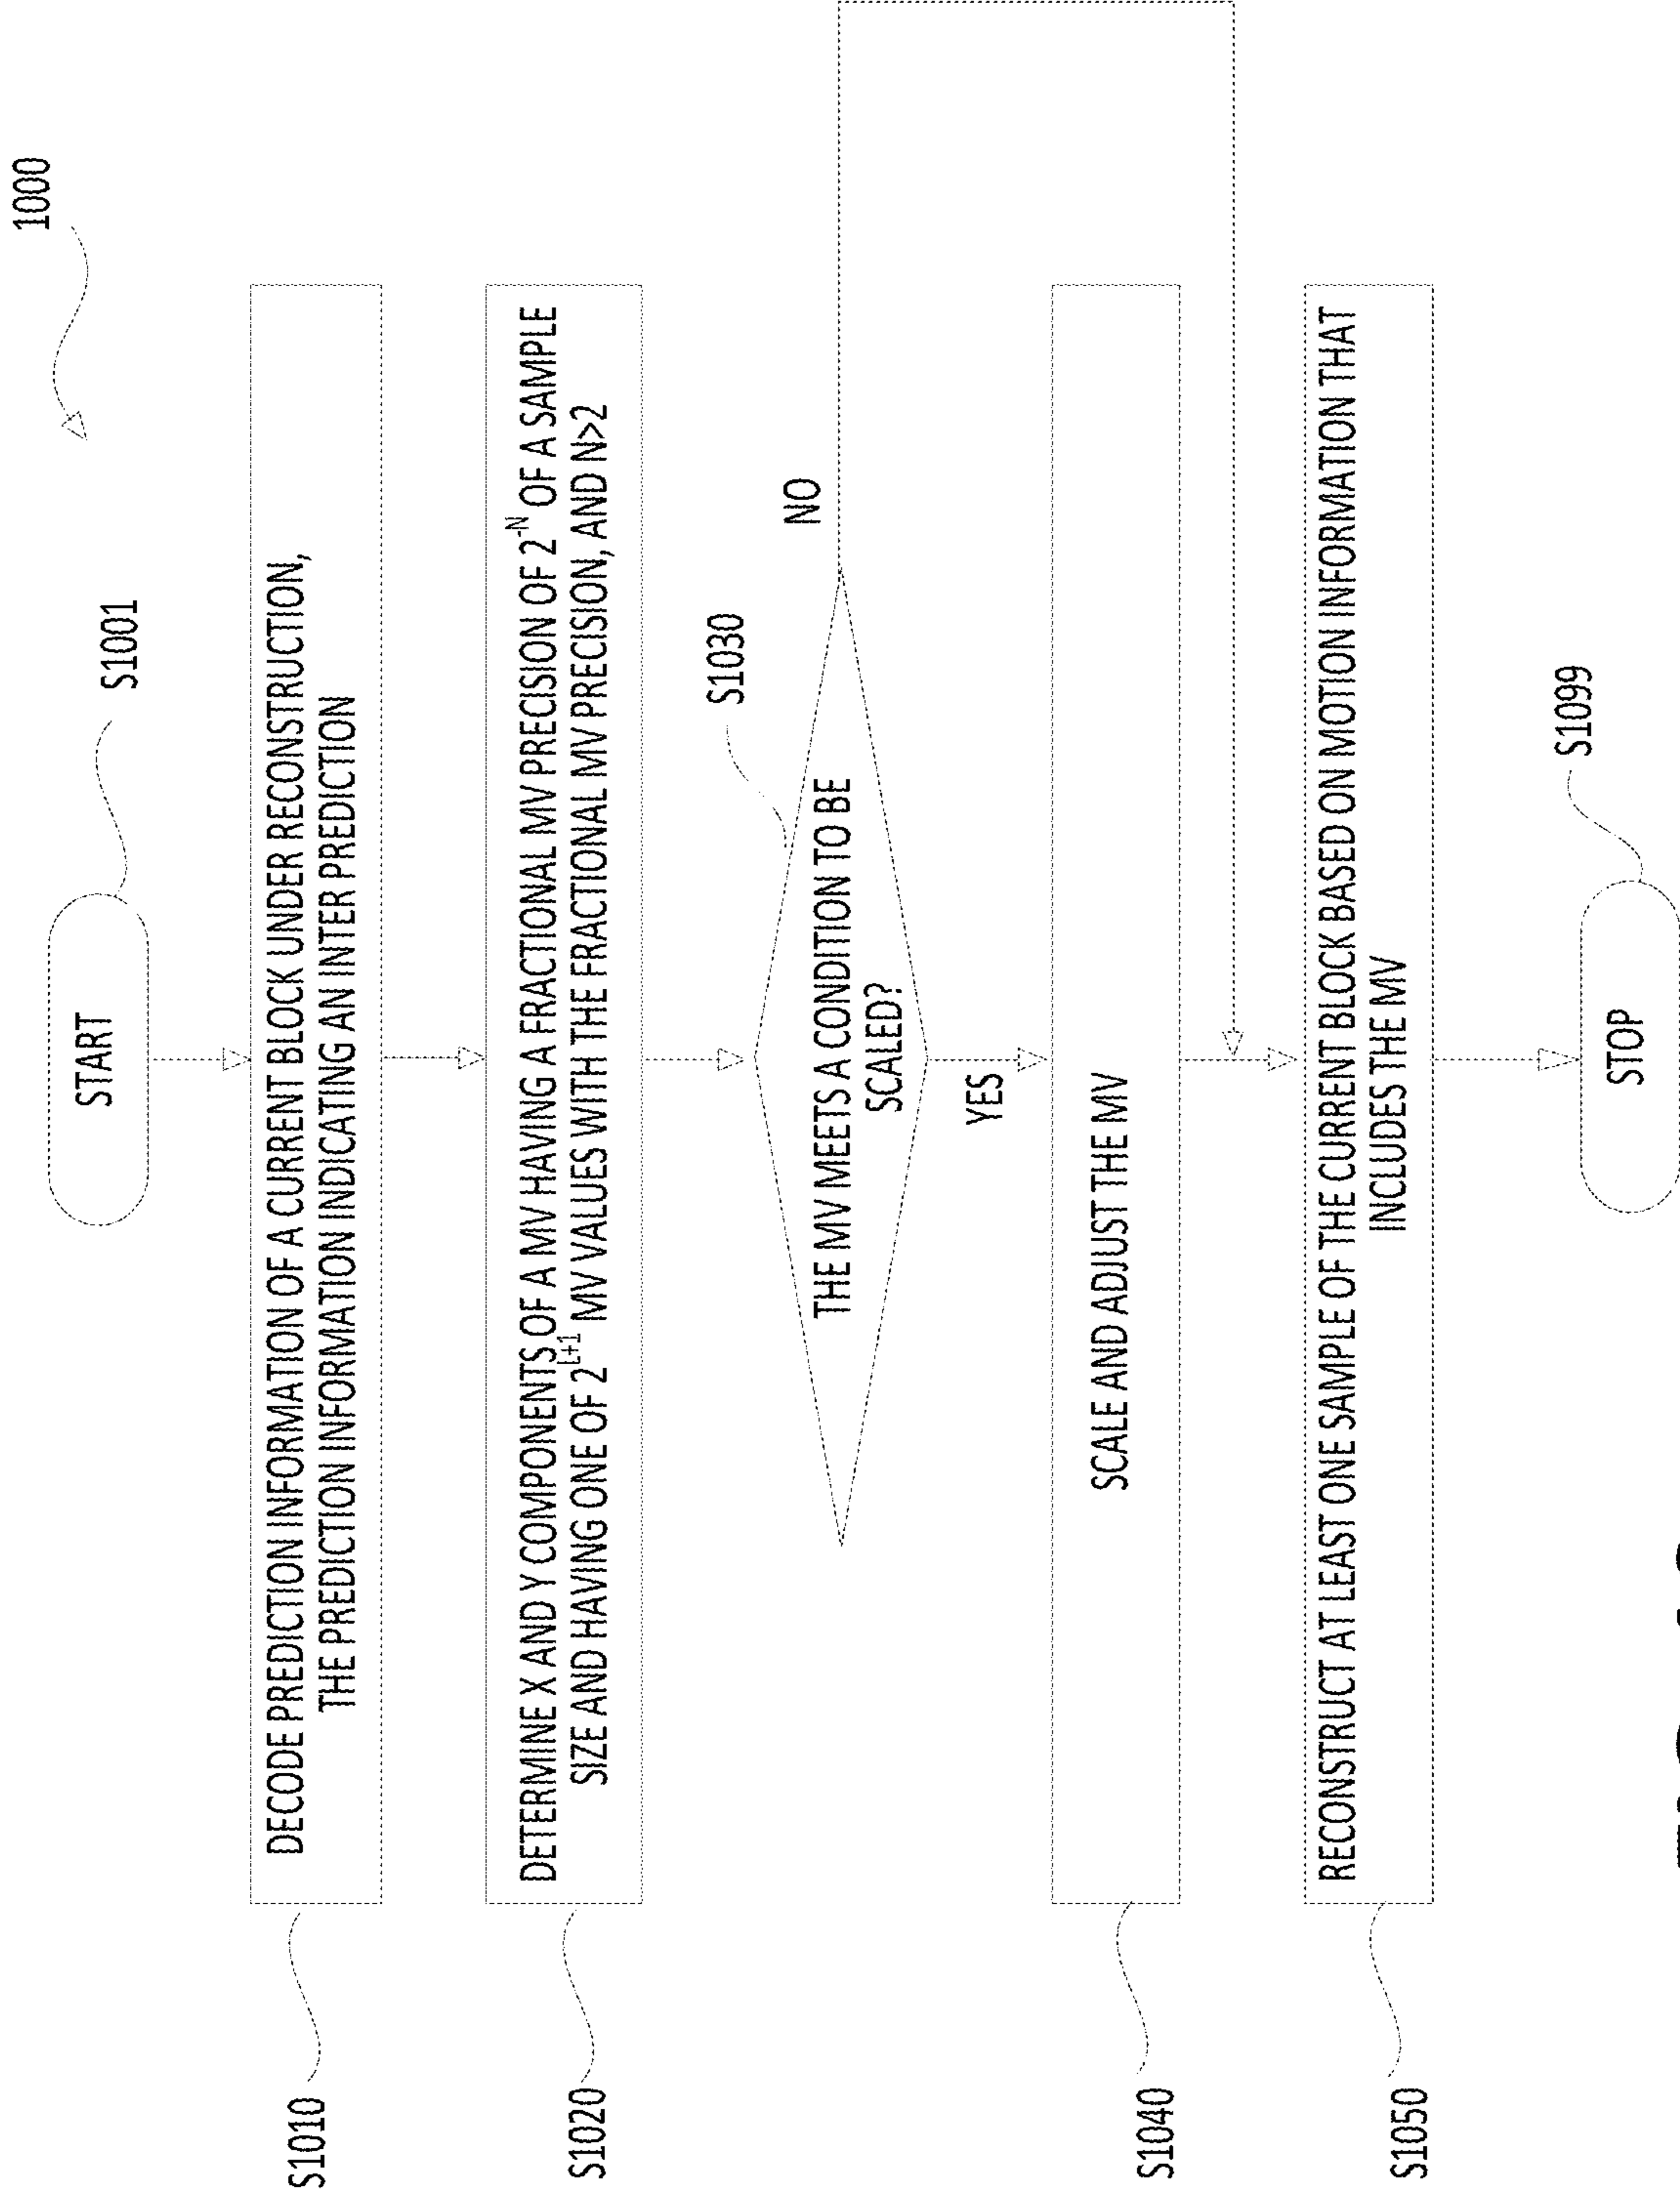 1000
START
S1001
S1010
DECODE PREDICTION INFORMATION OF A CURRENT BLOCK UNDER RECONSTRUCTION,
THE PREDICTION INFORMATION INDICATING AN INTER PREDICTION
S1020
DETERMINE X AND Y COMPONENTS OF A MV HAVING A FRACTIONAL MV PRECISION OF 2^-N OF A SAMPLE
SIZE AND HAVING ONE OF 2^L+1 MV VALUES WITH THE FRACTIONAL MV PRECISION, AND N>2
S1030
THE MV MEETS A CONDITION TO BE
SCALED?
NO
YES
S1040
SCALE AND ADJUST THE MV
S1050
RECONSTRUCT AT LEAST ONE SAMPLE OF THE CURRENT BLOCK BASED ON MOTION INFORMATION THAT
INCLUDES THE MV
STOP
S1099